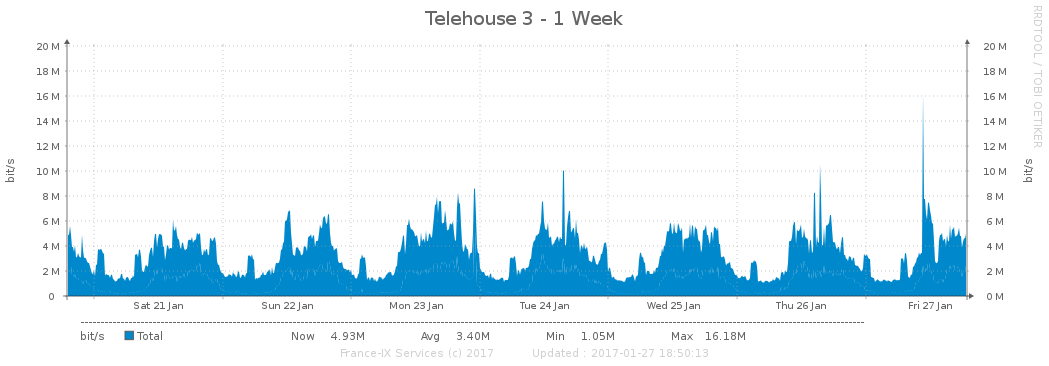 Telehouse 3 - 1 Week
RRDTOOL / TOBI OETIKER
20 M 20 M
18 M 18 M
16 M 16 M
14 M 14 M
12 M 12 M
10 M 10 M
8 M 8 M
6 M 6 M
4 M 4 M
2 M 2 M
0 0 M
bit/s bit/s
Sat 21 Jan Sun 22 Jan Mon 23 Jan Tue 24 Jan Wed 25 Jan Thu 26 Jan Fri 27 Jan
bit/s Total Now 4.93M Avg 3.40M Min 1.05M Max 16.18M
France-IX Services (c) 2017 Updated : 2017-01-27 18:50:13